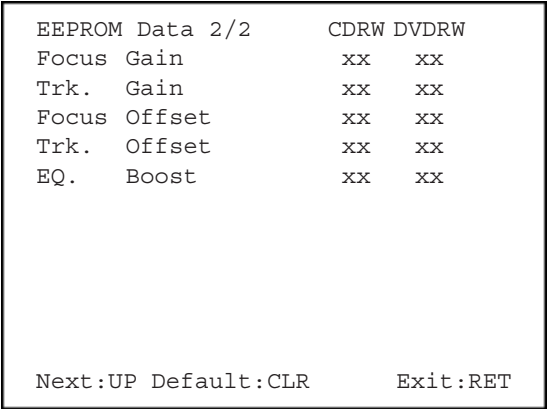 EEPROM Data 2/2 CDRW DVDRW
Focus Gain xx xx
Trk. Gain xx xx
Focus Offset xx xx
Trk. Offset xx xx
EQ. Boost xx xx
Next:UP Default:CLR Exit:RET